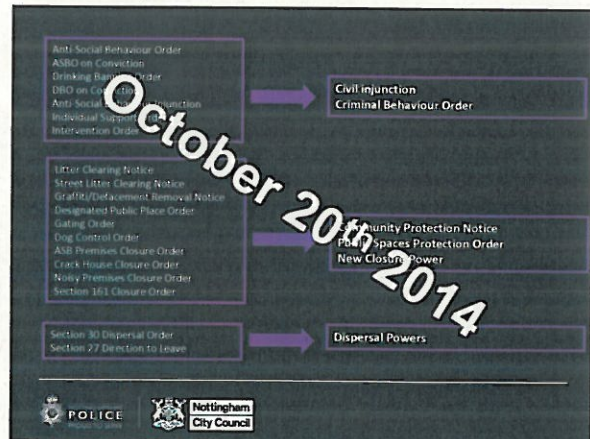 Anti-Social Behaviour Order
ASBO on Conviction
Drinking Banning Order
DBO on Conviction
Anti-Social Behaviour Injunction
Individual Support Order
Intervention Order
Civil injunction
Criminal Behaviour Order
Litter Clearing Notice
Street Litter Clearing Notice
Graffiti/Defacement Removal Notice
Designated Public Place Order
Gating Order
Dog Control Order
ASB Premises Closure Order
Crack House Closure Order
Noisy Premises Closure Order
Section 161 Closure Order
Community Protection Notice
Public Spaces Protection Order
New Closure Power
Section 30 Dispersal Order
Section 27 Direction to Leave
Dispersal Powers
October 20th 2014
POLICE
PROUD TO SERVE
Nottingham
City Council